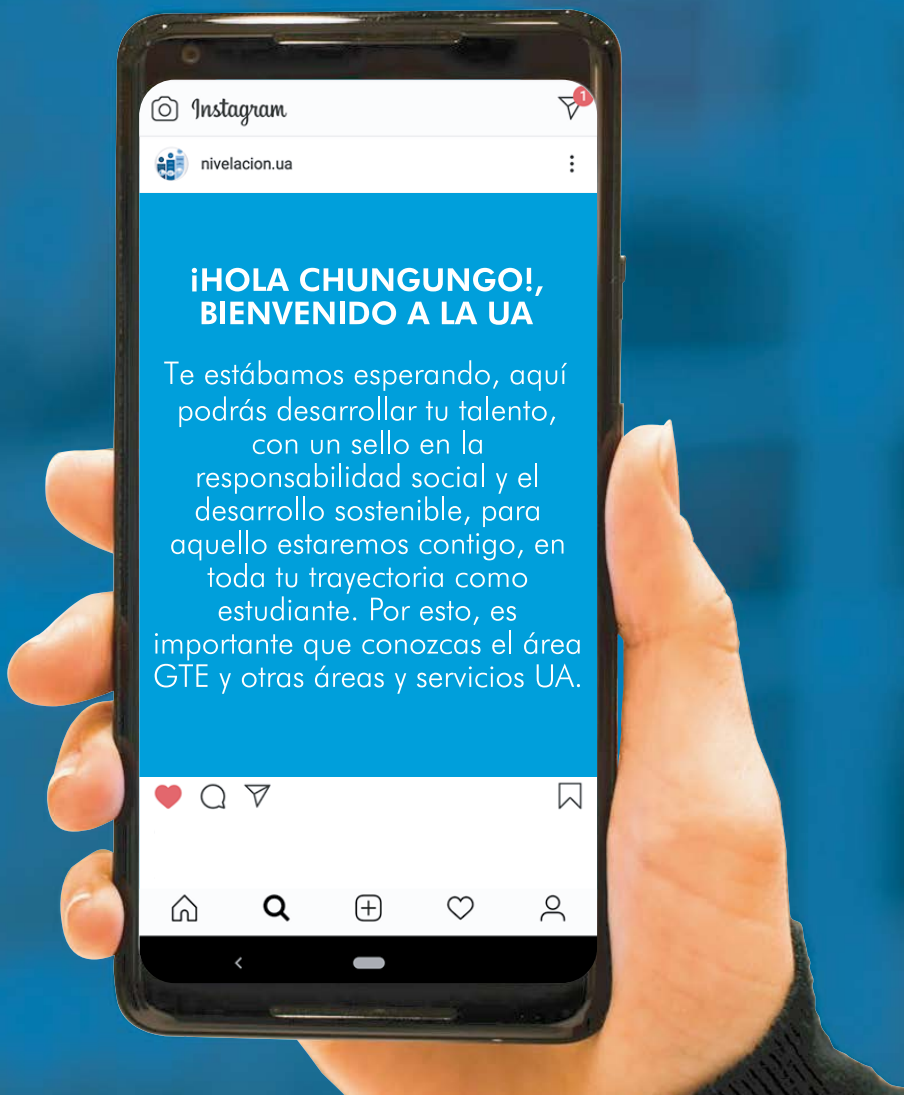 Instagram
1
nivelacion.ua
¡HOLA CHUNGUNGO!,
BIENVENIDO A LA UA
Te estábamos esperando, aquí
podrás desarrollar tu talento,
con un sello en la
responsabilidad social y el
desarrollo sostenible, para
aquello estaremos contigo, en
toda tu trayectoria como
estudiante. Por esto, es
importante que conozcas el área
GTE y otras áreas y servicios UA.